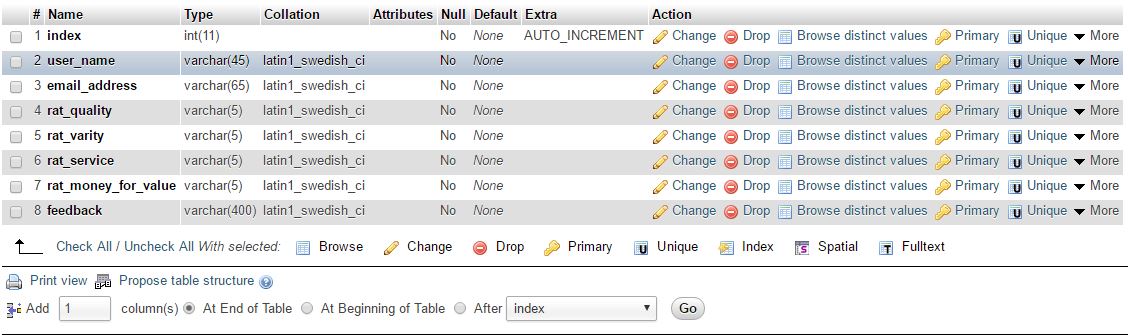 # Name Type Collation Attributes Null Default Extra Action
1 index int(11) No None AUTO_INCREMENT Change Drop Browse distinct values Primary Unique More
2 user_name varchar(45) latin1_swedish_ci No None Change Drop Browse distinct values Primary Unique More
3 email_address varchar(65) latin1_swedish_ci No None Change Drop Browse distinct values Primary Unique More
4 rat_quality varchar(5) latin1_swedish_ci No None Change Drop Browse distinct values Primary Unique More
5 rat_varity varchar(5) latin1_swedish_ci No None Change Drop Browse distinct values Primary Unique More
6 rat_service varchar(5) latin1_swedish_ci No None Change Drop Browse distinct values Primary Unique More
7 rat_money_for_value varchar(5) latin1_swedish_ci No None Change Drop Browse distinct values Primary Unique More
8 feedback varchar(400) latin1_swedish_ci No None Change Drop Browse distinct values Primary Unique More
Check All / Uncheck All With selected: Browse Change Drop Primary Unique Index Spatial Fulltext
Print view Propose table structure
Add 1 column(s) At End of Table At Beginning of Table After index Go